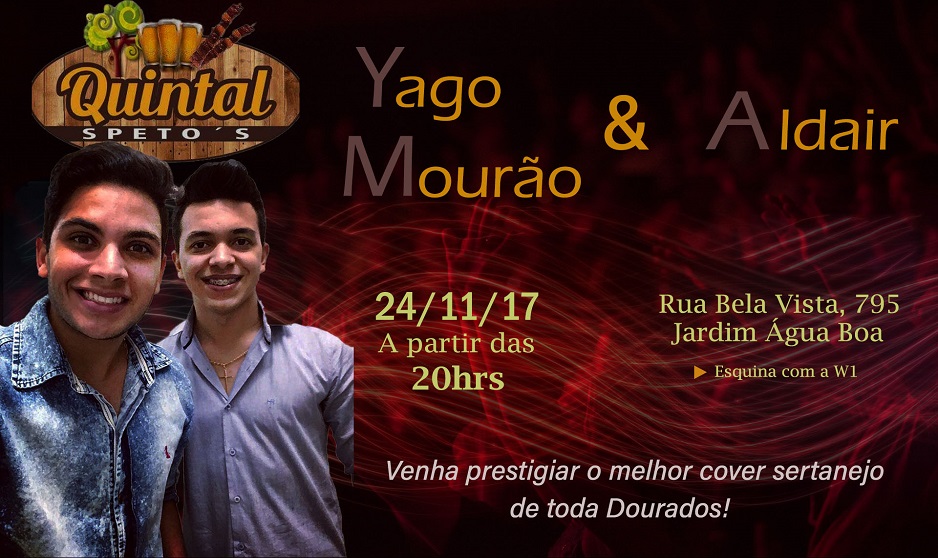 Quintal
SPETO´S
Yago
Mourão
& Aldair
24/11/17
A partir das
20hrs
Rua Bela Vista, 795
Jardim Água Boa
Esquina com a W1
Venha prestigiar o melhor cover sertanejo
de toda Dourados!